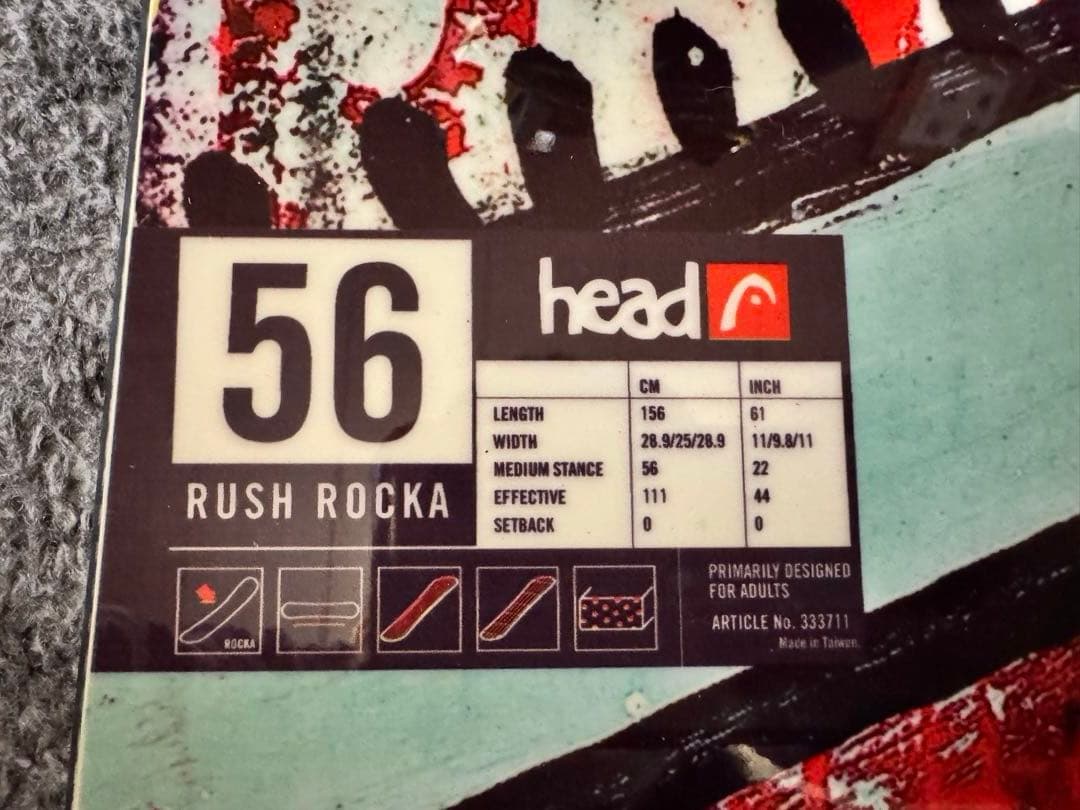 56
RUSH ROCKA
head
CM INCH
LENGTH 156 61
WIDTH 28.9/25/28.9 11/9.8/11
MEDIUM STANCE 56 22
EFFECTIVE 111 44
SETBACK 0 0
ROCKA
PRIMARILY DESIGNED
FOR ADULTS
ARTICLE No. 333711
Made in Taiwan